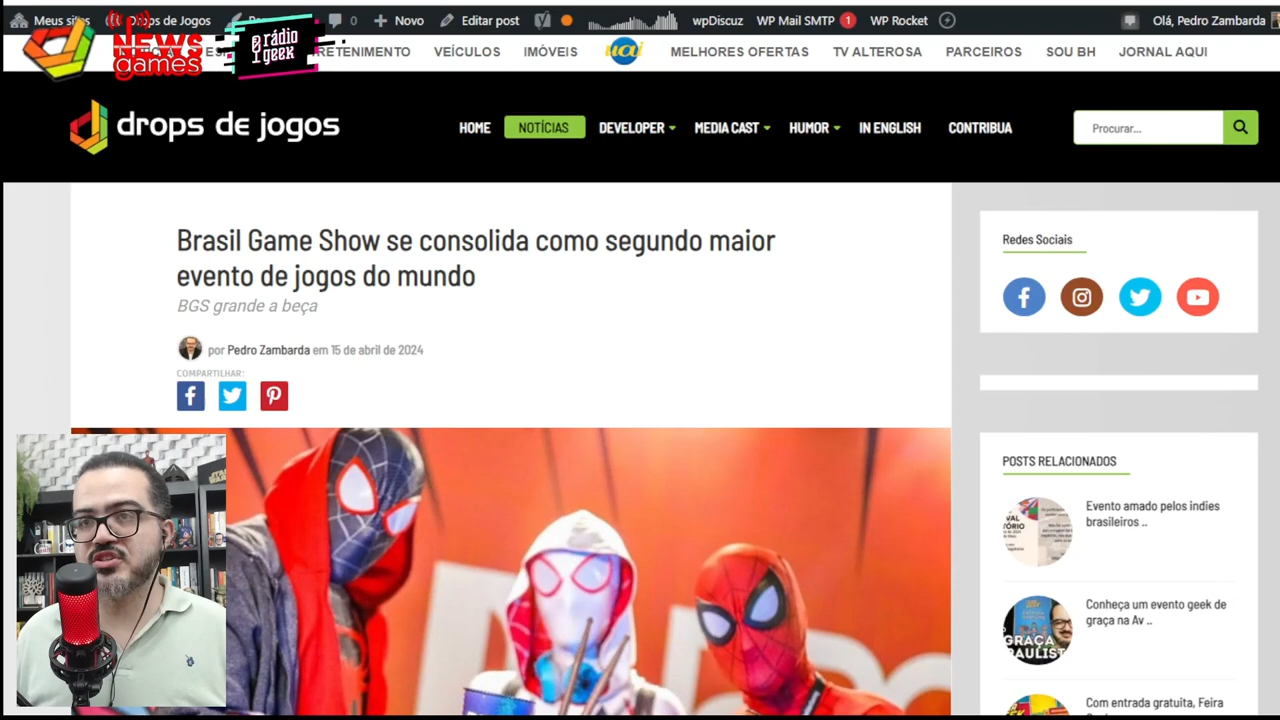 Meus sites
Drops de Jogos
0
Novo
Editar post
wpDiscuz
WP Mail SMTP
1
WP Rocket
Olá, Pedro Zambarda
NEWS
games
rádio
geek
RETENIMENTO
VEÍCULOS
IMÓVEIS
uai
MELHORES OFERTAS
TV ALTEROSA
PARCEIROS
SOU BH
JORNAL AQUI
drops de jogos
HOME
NOTÍCIAS
DEVELOPER
MEDIA CAST
HUMOR
IN ENGLISH
CONTRIBUA
Procurar...
Brasil Game Show se consolida como segundo maior
evento de jogos do mundo
BGS grande a beça
por Pedro Zambarda em 15 de abril de 2024
COMPARTILHAR:
Redes Sociais
POSTS RELACIONADOS
Evento amado pelos indies
brasileiros ..
Conheça um evento geek de
graça na Av ..
GRAÇA
PAULIST
Com entrada gratuita, Feira